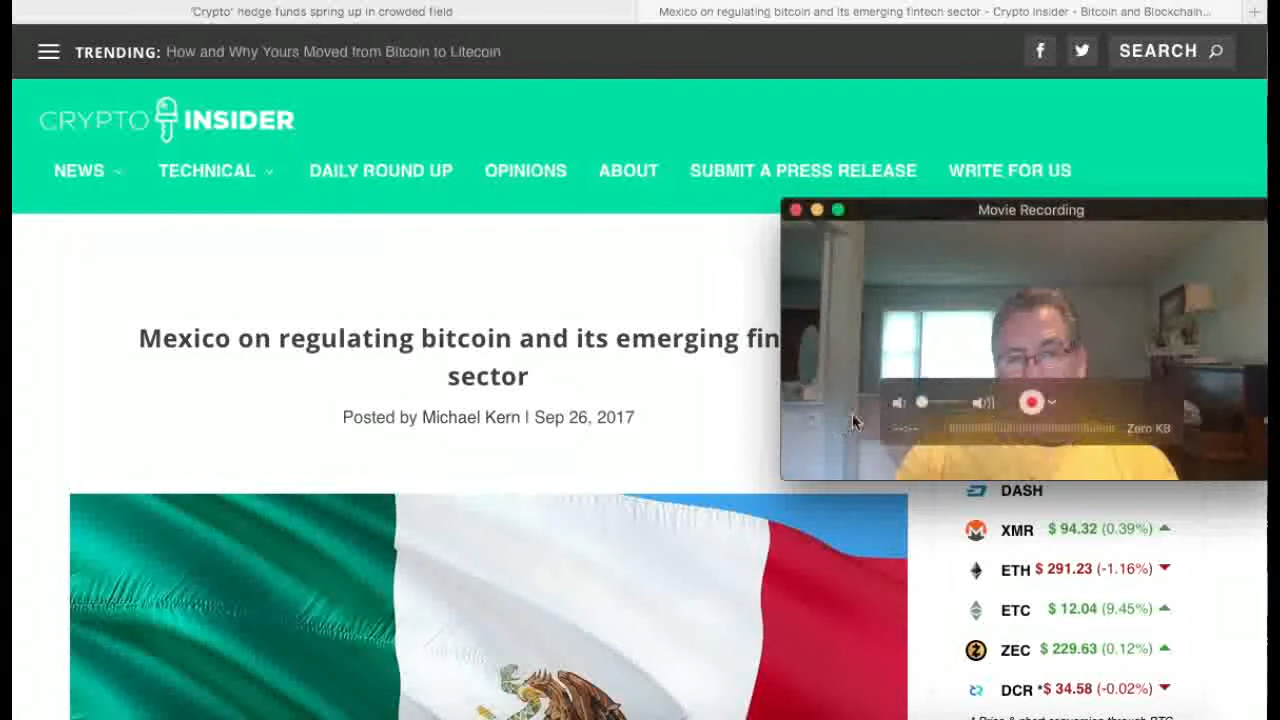 'Crypto' hedge funds spring up in crowded field
Mexico on regulating bitcoin and its emerging fintech sector - Crypto Insider - Bitcoin and Blockchain...
TRENDING: How and Why Yours Moved from Bitcoin to Litecoin
SEARCH
CRYPTO INSIDER
NEWS TECHNICAL DAILY ROUND UP OPINIONS ABOUT SUBMIT A PRESS RELEASE WRITE FOR US
Movie Recording
Mexico on regulating bitcoin and its emerging fin
sector
Posted by Michael Kern | Sep 26, 2017
--:--
Zero KB
DASH
XMR $ 94.32 (0.39%)
ETH $ 291.23 (-1.16%)
ETC $ 12.04 (9.45%)
ZEC $ 229.63 (0.12%)
DCR *$ 34.58 (-0.02%)